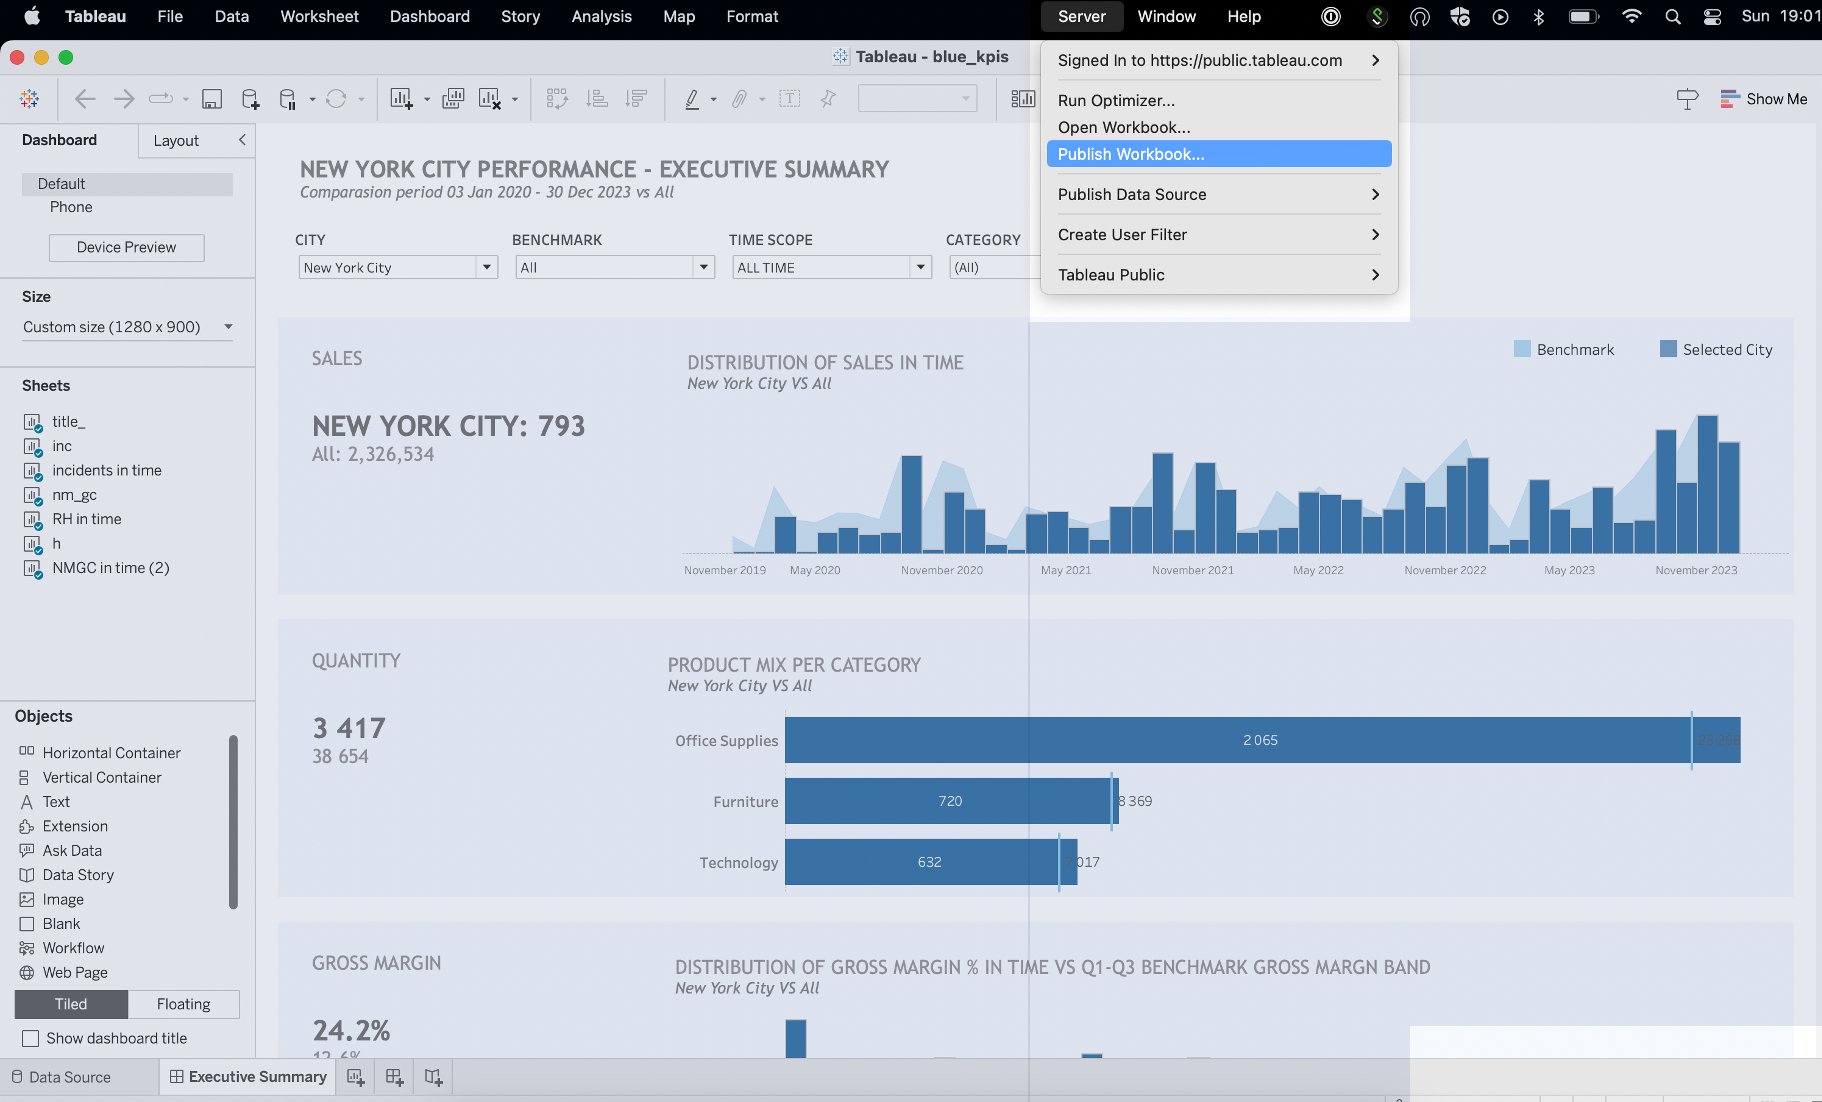 Tableau File Data Worksheet Dashboard Story Analysis Map Format Server Window Help Sun 19:01
Tableau - blue_kpis
Signed In to https://public.tableau.com
Run Optimizer...
Open Workbook...
Publish Workbook...
Publish Data Source
Create User Filter
Tableau Public
Show Me
Dashboard
Layout
Default
Phone
Device Preview
Size
Custom size (1280 x 900)
Sheets
title_
inc
incidents in time
nm_gc
RH in time
h
NMGC in time (2)
Objects
Horizontal Container
Vertical Container
Text
Extension
Ask Data
Data Story
Image
Blank
Workflow
Web Page
Tiled
Floating
Show dashboard title
NEW YORK CITY PERFORMANCE - EXECUTIVE SUMMARY
Comparasion period 03 Jan 2020 - 30 Dec 2023 vs All
CITY BENCHMARK TIME SCOPE CATEGORY
New York City All ALL TIME (All)
SALES
NEW YORK CITY: 793
All: 2,326,534
DISTRIBUTION OF SALES IN TIME
New York City VS All
Benchmark Selected City
November 2019 May 2020 November 2020 May 2021 November 2021 May 2022 November 2022 May 2023 November 2023
QUANTITY
3 417
38 654
PRODUCT MIX PER CATEGORY
New York City VS All
Office Supplies 2 065
Furniture 720 8 369
Technology 632 017
GROSS MARGIN
24.2%
DISTRIBUTION OF GROSS MARGIN % IN TIME VS Q1-Q3 BENCHMARK GROSS MARGN BAND
New York City VS All
Data Source
Executive Summary